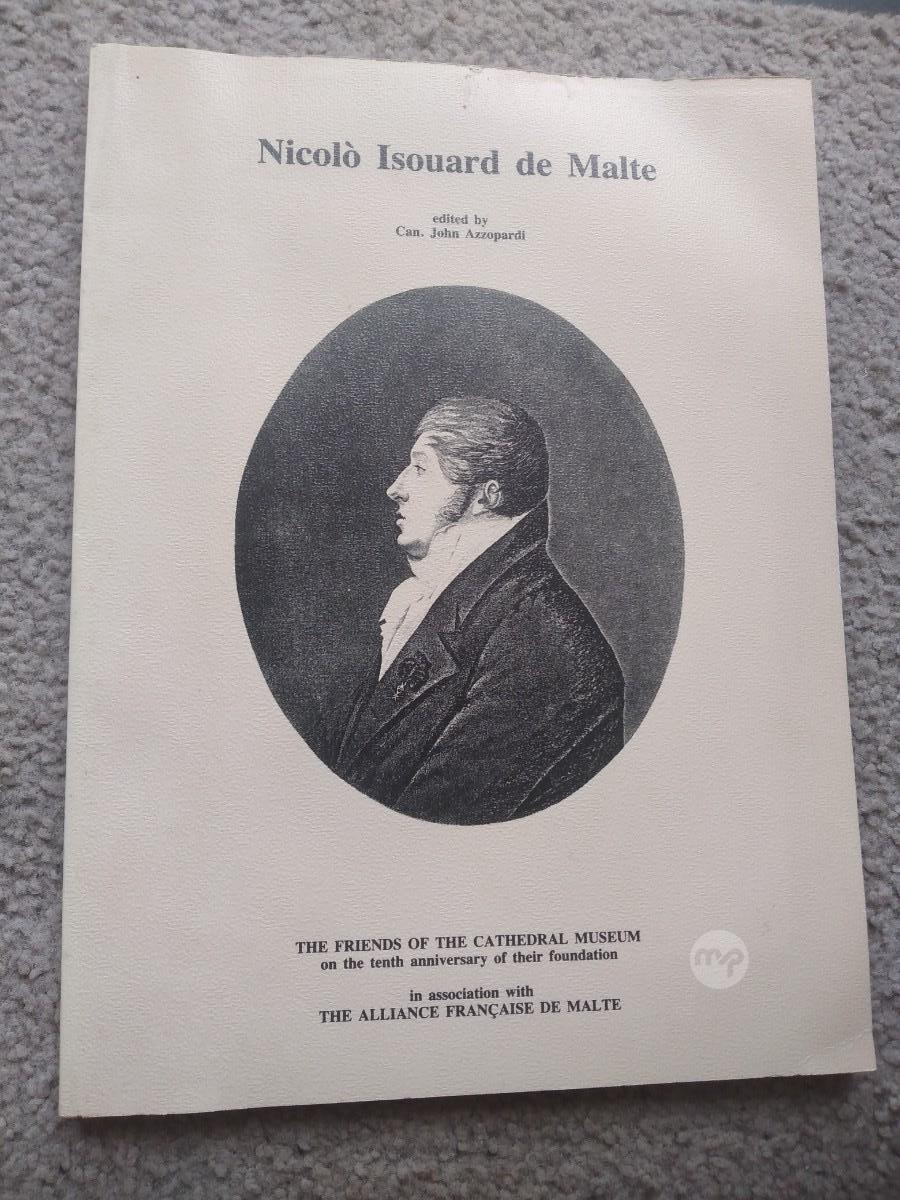 Nicolò Isouard de Malte
edited by
Can. John Azzopardi
THE FRIENDS OF THE CATHEDRAL MUSEUM
on the tenth anniversary of their foundation
in association with
THE ALLIANCE FRANÇAISE DE MALTE
mp